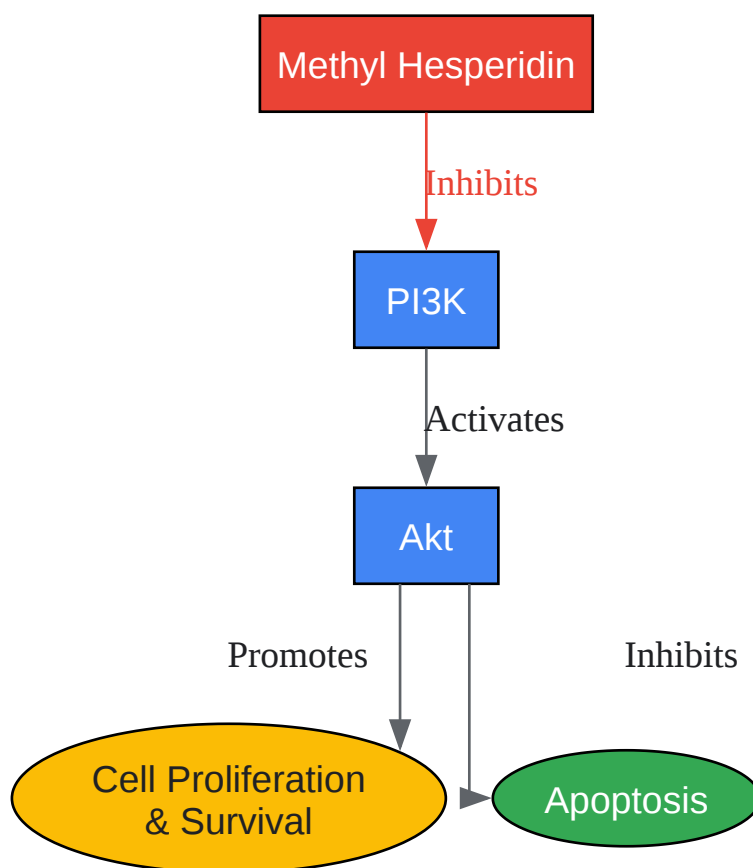 Methyl Hesperidin
Inhibits
PI3K
Activates
Akt
Promotes
Inhibits
Cell Proliferation
& Survival
Apoptosis